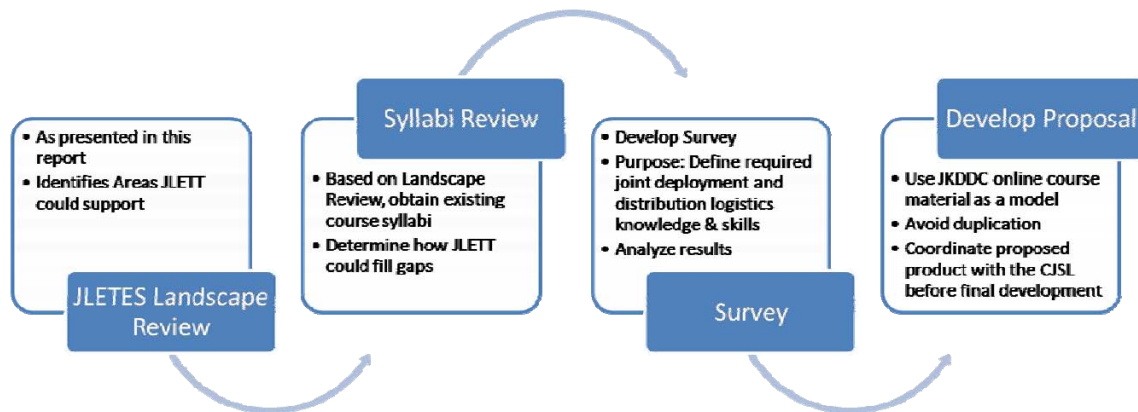 • As presented in this
report
• Identifies Areas JLETT
could support
JLETES Landscape
Review
Syllabi Review
• Based on Landscape
Review, obtain existing
course syllabi
• Determine how JLETT
could fill gaps
• Develop Survey
• Purpose: Define required
joint deployment and
distribution logistics
knowledge & skills
• Analyze results
Survey
Develop Proposal
• Use JKDDC online course
material as a model
• Avoid duplication
• Coordinate proposed
product with the CJSL
before final development